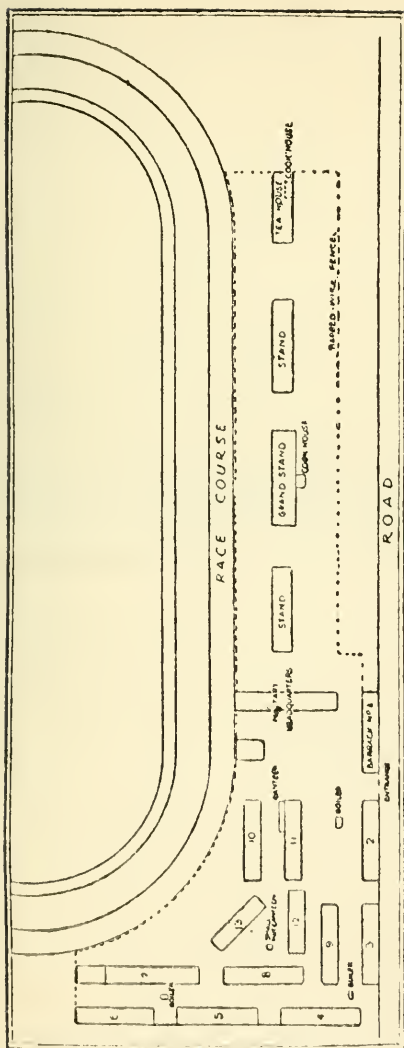 TEA HOUSE
COOK HOUSE
BARBED WIRE FENCE
STAND
RACE COURSE
GRAND STAND
COOK HOUSE
ROAD
STAND
MILITARY
HEADQUARTERS
BARRACK Nº 1
ENTRANCE
CANTEEN
BOILER
10
11
2
13
12
9
3
7
8
BOILER
BOILER
6
5
4